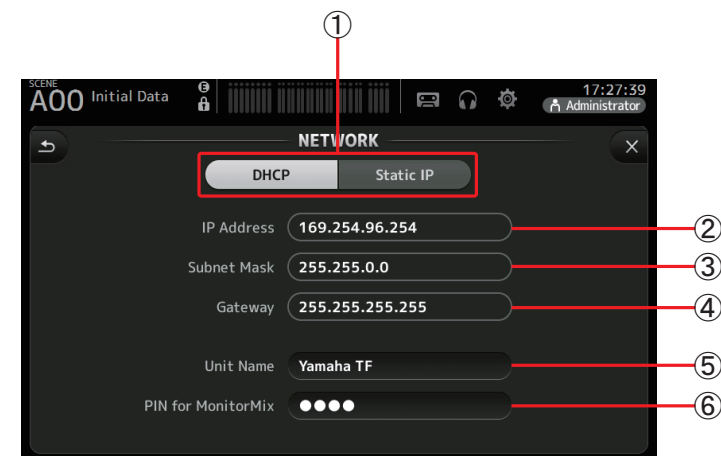 ①
SCENE
A00 Initial Data
E
17:27:39
Administrator
NETWORK
DHCP Static IP
IP Address 169.254.96.254 ②
Subnet Mask 255.255.0.0 ③
Gateway 255.255.255.255 ④
Unit Name Yamaha TF ⑤
PIN for MonitorMix ●●●● ⑥